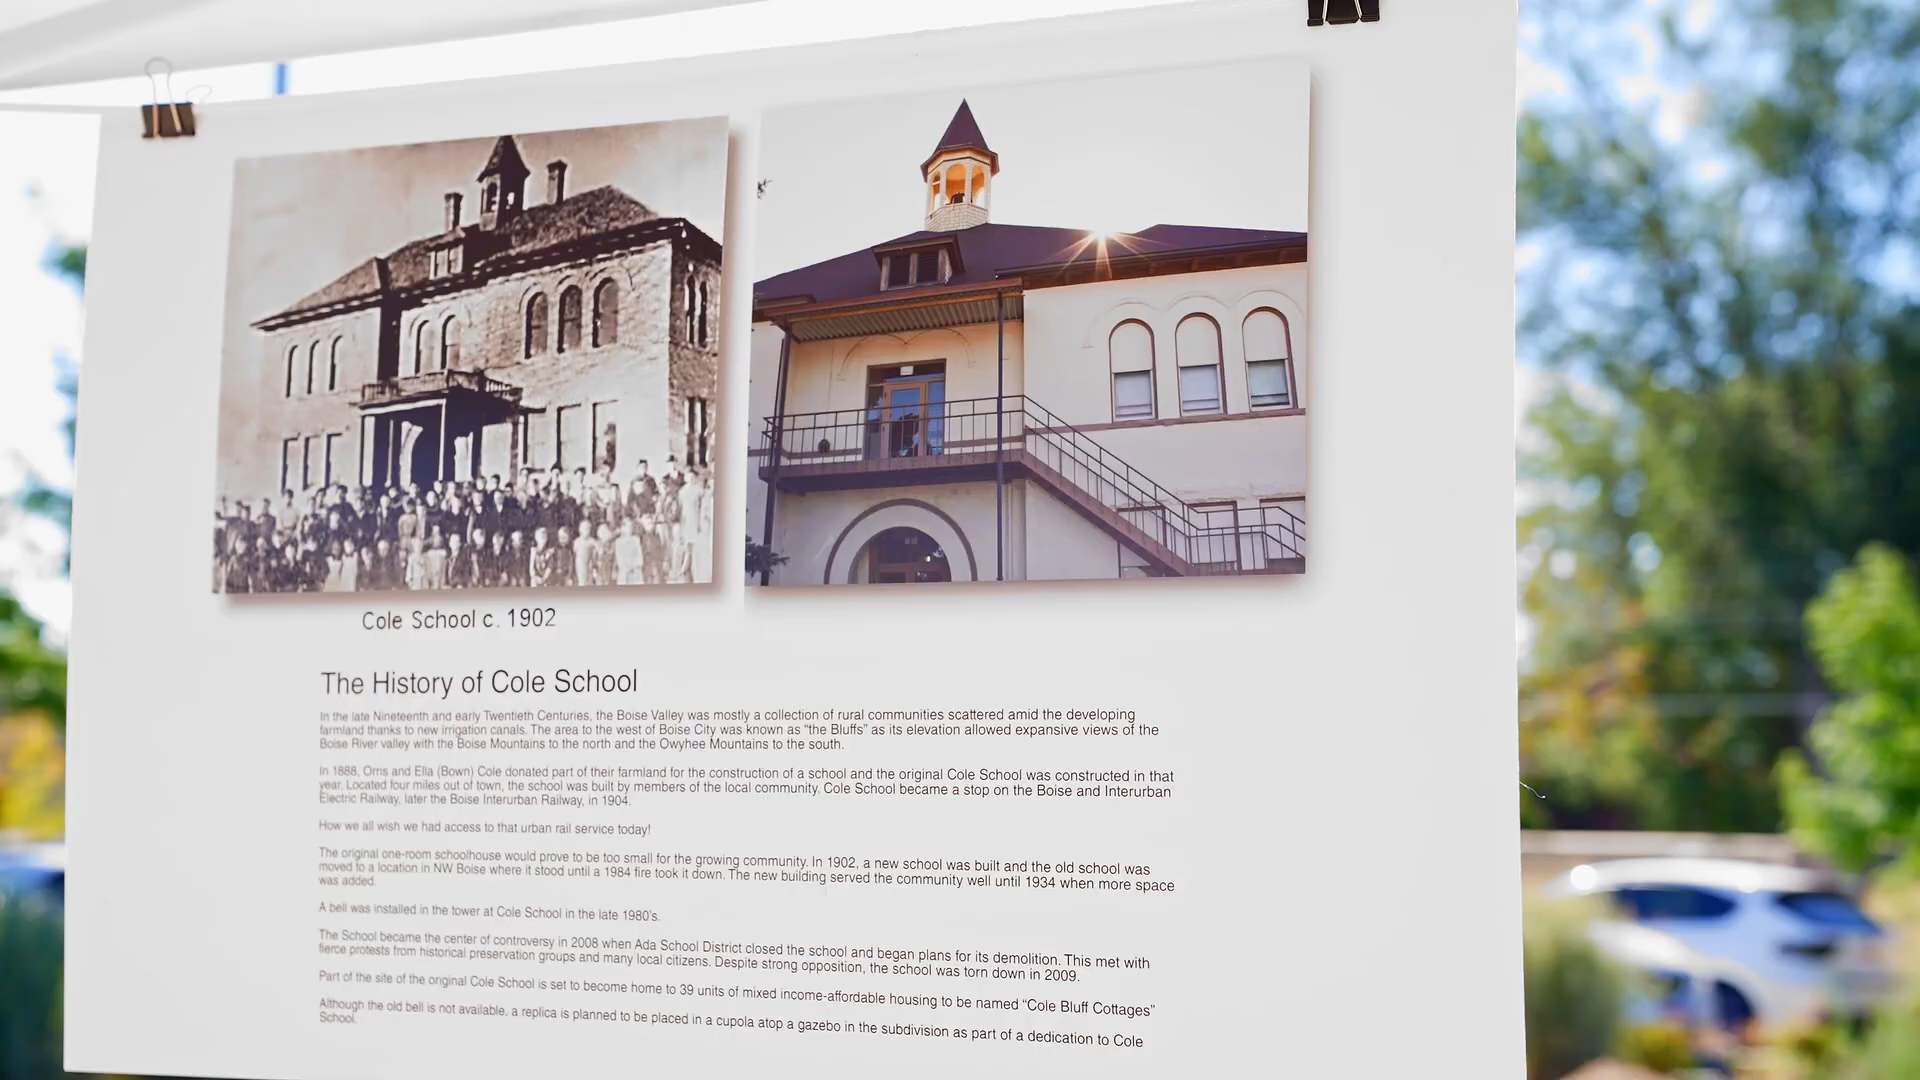 Cole School c. 1902
The History of Cole School
In the late Nineteenth and early Twentieth Centuries, the Boise Valley was mostly a collection of rural communities scattered amid the developing
farmland thanks to new irrigation canals. The area to the west of Boise City was known as "the Bluffs" as its elevation allowed expansive views of the
Boise River valley with the Boise Mountains to the north and the Owyhee Mountains to the south.
In 1888, Orris and Ella (Bown) Cole donated part of their farmland for the construction of a school and the original Cole School was constructed in that
year. Located four miles out of town, the school was built by members of the local community. Cole School became a stop on the Boise and Interurban
Electric Railway, later the Boise Interurban Railway, in 1904.
How we all wish we had access to that urban rail service today!
The original one-room schoolhouse would prove to be too small for the growing community. In 1902, a new school was built and the old school was
moved to a location in NW Boise where it stood until a 1984 fire took it down. The new building served the community well until 1934 when more space
was added.
A bell was installed in the tower at Cole School in the late 1980's.
The School became the center of controversy in 2008 when Ada School District closed the school and began plans for its demolition. This met with
fierce protests from historical preservation groups and many local citizens. Despite strong opposition, the school was torn down in 2009.
Part of the site of the original Cole School is set to become home to 39 units of mixed income-affordable housing to be named "Cole Bluff Cottages"
Although the old bell is not available, a replica is planned to be placed in a cupola atop a gazebo in the subdivision as part of a dedication to Cole
School.